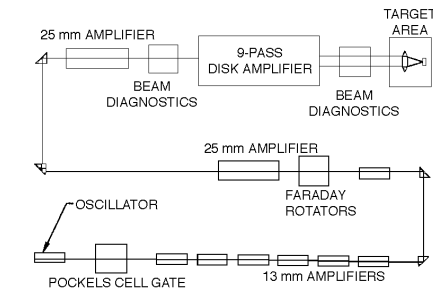 TARGET
AREA
25 mm AMPLIFIER
9-PASS
DISK AMPLIFIER
BEAM
DIAGNOSTICS
BEAM
DIAGNOSTICS
25 mm AMPLIFIER
FARADAY
ROTATORS
OSCILLATOR
POCKELS CELL GATE
13 mm AMPLIFIERS